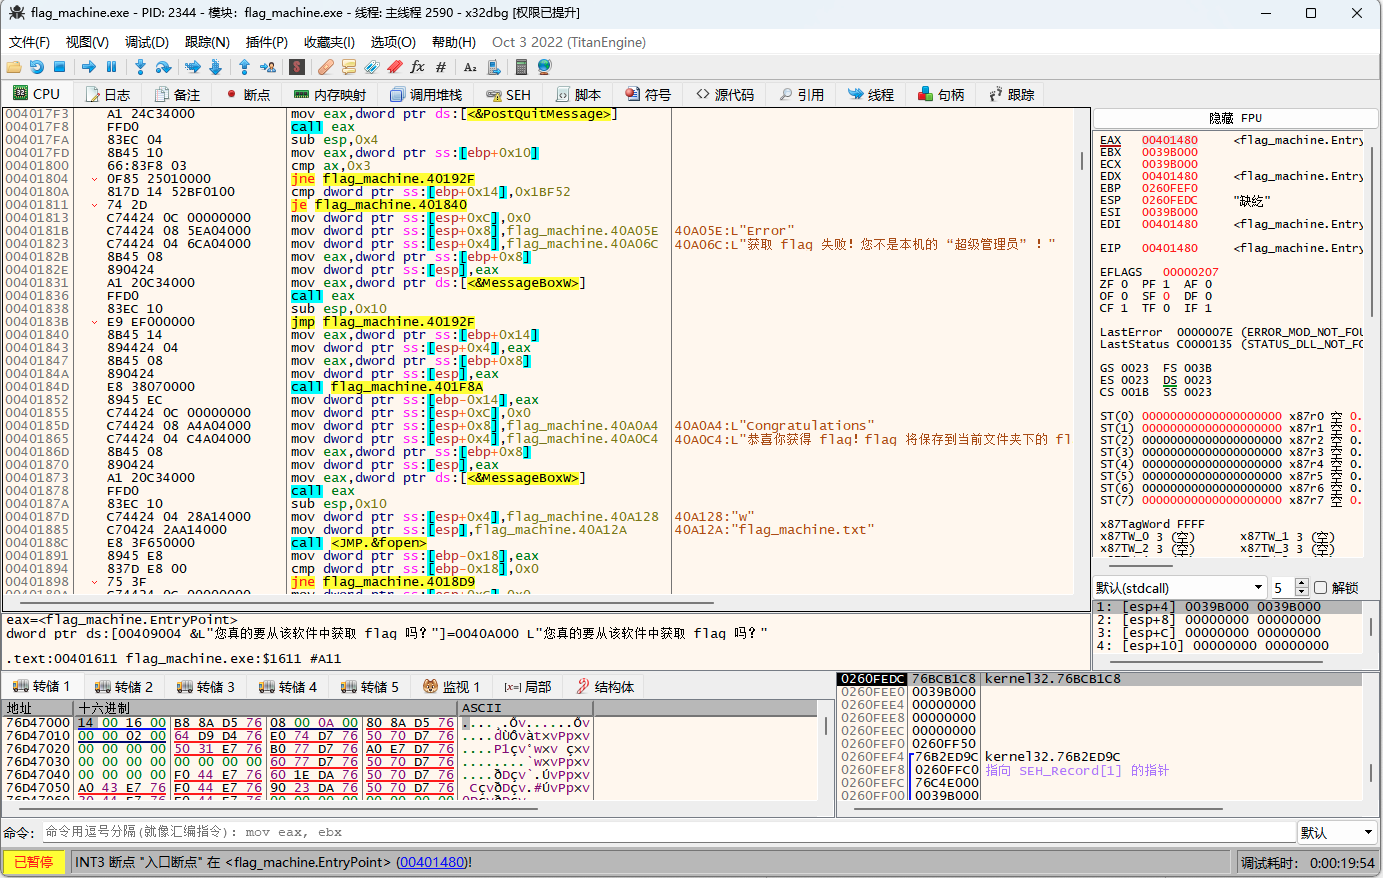 flag_machine.exe - PID: 2344 - 模块: flag_machine.exe - 线程: 主线程 2590 - x32dbg [权限已提升]
文件(F) 视图(V) 调试(D) 跟踪(N) 插件(P) 收藏夹(I) 选项(O) 帮助(H) Oct 3 2022 (TitanEngine)
CPU 日志 备注 断点 内存映射 调用堆栈 SEH 脚本 符号 源代码 引用 线程 句柄 跟踪
004017F3 A1 24C34000 mov eax,dword ptr ds:[<&PostQuitMessage>]
004017F8 FFD0 call eax
004017FA 83EC 04 sub esp,0x4
004017FD 8B45 10 mov eax,dword ptr ss:[ebp+0x10]
00401800 66:83F8 03 cmp ax,0x3
00401804 0F85 25010000 jne flag_machine.40192F
0040180A 817D 14 52BF0100 cmp dword ptr ss:[ebp+0x14],0x1BF52
00401811 74 2D je flag_machine.401840
00401813 C74424 0C 00000000 mov dword ptr ss:[esp+0xC],0x0
0040181B C74424 08 5EA04000 mov dword ptr ss:[esp+0x8],flag_machine.40A05E 40A05E:L"Error"
00401823 C74424 04 6CA04000 mov dword ptr ss:[esp+0x4],flag_machine.40A06C 40A06C:L"获取 flag 失败! 您不是本机的 “超级管理员” ! "
0040182B 8B45 08 mov eax,dword ptr ss:[ebp+0x8]
0040182E 890424 mov dword ptr ss:[esp],eax
00401831 A1 20C34000 mov eax,dword ptr ds:[<&MessageBoxW>]
00401836 FFD0 call eax
00401838 83EC 10 sub esp,0x10
0040183B E9 EF000000 jmp flag_machine.40192F
00401840 8B45 14 mov eax,dword ptr ss:[ebp+0x14]
00401843 894424 04 mov dword ptr ss:[esp+0x4],eax
00401847 8B45 08 mov eax,dword ptr ss:[ebp+0x8]
0040184A 890424 mov dword ptr ss:[esp],eax
0040184D E8 38070000 call flag_machine.401F8A
00401852 8945 EC mov dword ptr ss:[ebp-0x14],eax
00401855 C74424 0C 00000000 mov dword ptr ss:[esp+0xC],0x0
0040185D C74424 08 A4A04000 mov dword ptr ss:[esp+0x8],flag_machine.40A0A4 40A0A4:L"Congratulations"
00401865 C74424 04 C4A04000 mov dword ptr ss:[esp+0x4],flag_machine.40A0C4 40A0C4:L"恭喜你获得 flag! flag 将保存到当前文件夹下的 fl
0040186D 8B45 08 mov eax,dword ptr ss:[ebp+0x8]
00401870 890424 mov dword ptr ss:[esp],eax
00401873 A1 20C34000 mov eax,dword ptr ds:[<&MessageBoxW>]
00401878 FFD0 call eax
0040187A 83EC 10 sub esp,0x10
0040187D C74424 04 28A14000 mov dword ptr ss:[esp+0x4],flag_machine.40A128 40A128:"w"
00401885 C70424 2AA14000 mov dword ptr ss:[esp],flag_machine.40A12A 40A12A:"flag_machine.txt"
0040188C E8 3F650000 call <JMP.&fopen>
00401891 8945 E8 mov dword ptr ss:[ebp-0x18],eax
00401894 837D E8 00 cmp dword ptr ss:[ebp-0x18],0x0
00401898 75 3F jne flag_machine.4018D9
隐藏 FPU
EAX 00401480 <flag_machine.Entry
EBX 0039B000
ECX 0039B000
EDX 00401480 <flag_machine.Entry
EBP 0260FEF0
ESP 0260FEDC "缺纥"
ESI 0039B000
EDI 00401480 <flag_machine.Entry
EIP 00401480 <flag_machine.Entry
EFLAGS 00000207
ZF 0 PF 1 AF 0
OF 0 SF 0 DF 0
CF 1 TF 0 IF 1
LastError 0000007E (ERROR_MOD_NOT_FOU
LastStatus C0000135 (STATUS_DLL_NOT_FO
GS 0023 FS 003B
ES 0023 DS 0023
CS 001B SS 0023
ST(0) 00000000000000000000 x87r0 空 0.
ST(1) 00000000000000000000 x87r1 空 0.
ST(2) 00000000000000000000 x87r2 空 0.
ST(3) 00000000000000000000 x87r3 空 0.
ST(4) 00000000000000000000 x87r4 空 0.
ST(5) 00000000000000000000 x87r5 空 0.
ST(6) 00000000000000000000 x87r6 空 0.
ST(7) 00000000000000000000 x87r7 空 0.
x87TagWord FFFF
x87TW_0 3 (空) x87TW_1 3 (空)
x87TW_2 3 (空) x87TW_3 3 (空)
默认(stdcall) 5 解锁
1: [esp+4] 0039B000 0039B000
2: [esp+8] 00000000 00000000
3: [esp+C] 00000000 00000000
4: [esp+10] 00000000 00000000
eax=<flag_machine.EntryPoint>
dword ptr ds:[00409004 &L"您真的要从该软件中获取 flag 吗? "]=0040A000 L"您真的要从该软件中获取 flag 吗? "
.text:00401611 flag_machine.exe:$1611 #A11
转储 1 转储 2 转储 3 转储 4 转储 5 监视 1 [x=] 局部 结构体
地址 十六进制 ASCII
76D47000 14 00 16 00 B8 8A D5 76 08 00 0A 00 80 8A D5 76
76D47010 00 00 02 00 64 D9 D4 76 E0 74 D7 76 50 70 D7 76
76D47020 00 00 00 00 50 31 E7 76 B0 77 D7 76 A0 E7 D7 76
76D47030 00 00 00 00 00 00 00 00 60 77 D7 76 50 70 D7 76
76D47040 00 00 00 00 F0 44 E7 76 60 1E DA 76 50 70 D7 76
76D47050 A0 43 E7 76 F0 44 E7 76 90 23 DA 76 50 70 D7 76
0260FEDC 76BCB1C8 kernel32.76BCB1C8
0260FEE0 0039B000
0260FEE4 00000000
0260FEE8 00000000
0260FEEC 00000000
0260FEF0 0260FF50
0260FEF4 76B2ED9C kernel32.76B2ED9C
0260FEF8 0260FFC0 指向 SEH_Record[1] 的指针
0260FEFC 76C4E000
0260FF00 0039B000
命令: 命令用逗号分隔(就像汇编指令): mov eax, ebx 默认
已暂停 INT3 断点 "入口断点" 在 <flag_machine.EntryPoint> (00401480)! 调试耗时: 0:00:19:54